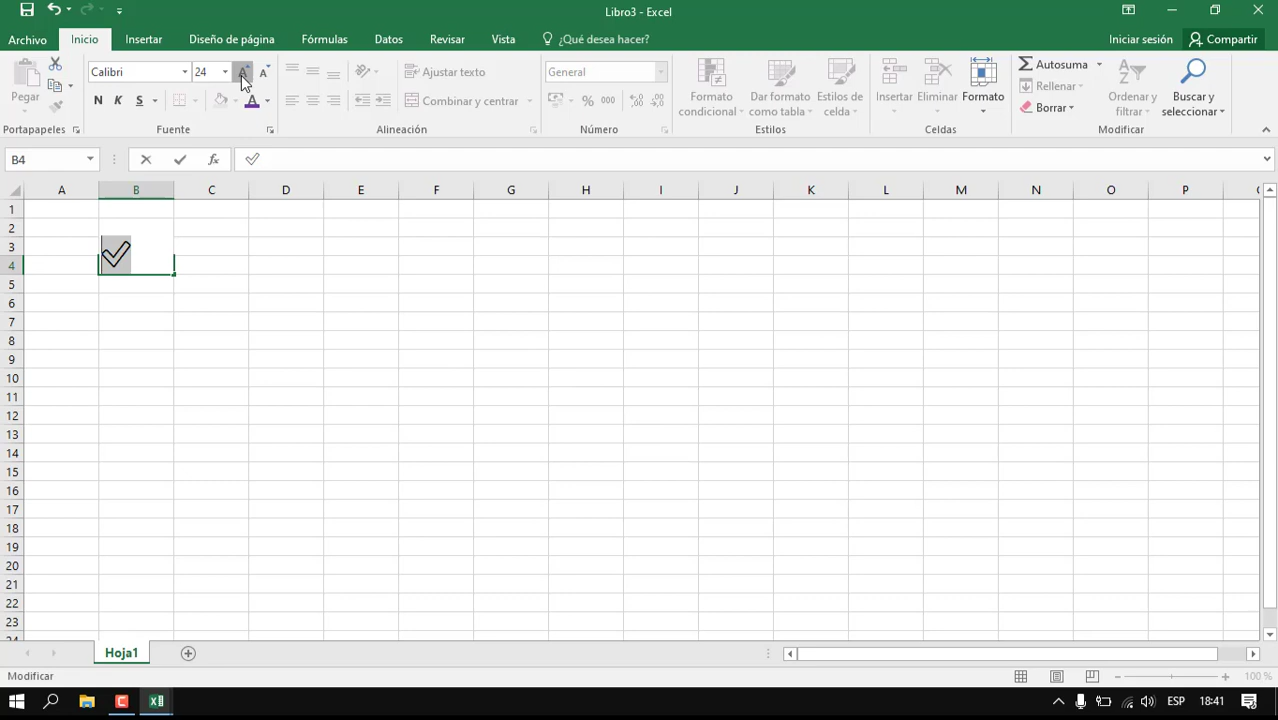 Libro3 - Excel
Archivo Inicio Insertar Diseño de página Fórmulas Datos Revisar Vista ¿Qué desea hacer? Iniciar sesión Compartir
Pegar
Portapapeles
Calibri 24
N K S
Fuente
Ajustar texto
Combinar y centrar
Alineación
General
% 000
Número
Formato condicional
Dar formato como tabla
Estilos de celda
Estilos
Insertar
Eliminar
Formato
Celdas
Autosuma
Rellenar
Borrar
Ordenar y filtrar
Buscar y seleccionar
Modificar
B4 fx ✓
A B C D E F G H I J K L M N O P
1
2
3
4 ✓
5
6
7
8
9
10
11
12
13
14
15
16
17
18
19
20
21
22
23
Hoja1
Modificar 100 %
ESP 18:41